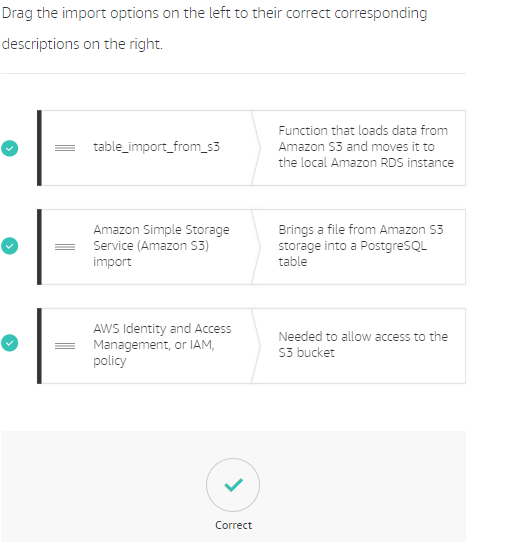 Drag the import options on the left to their correct corresponding
descriptions on the right.
table_import_from_s3
Function that loads data from
Amazon S3 and moves it to
the local Amazon RDS instance
Amazon Simple Storage
Service (Amazon S3)
import
Brings a file from Amazon S3
storage into a PostgreSQL
table
AWS Identity and Access
Management, or IAM,
policy
Needed to allow access to the
S3 bucket
Correct